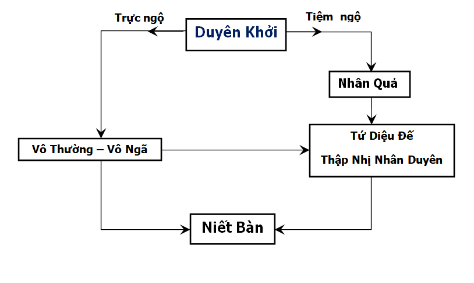 Trực ngộ
Tiệm ngộ
Duyên Khởi
Nhân Quả
Vô Thường – Vô Ngã
Tứ Diệu Đế
Thập Nhị Nhân Duyên
Niết Bàn